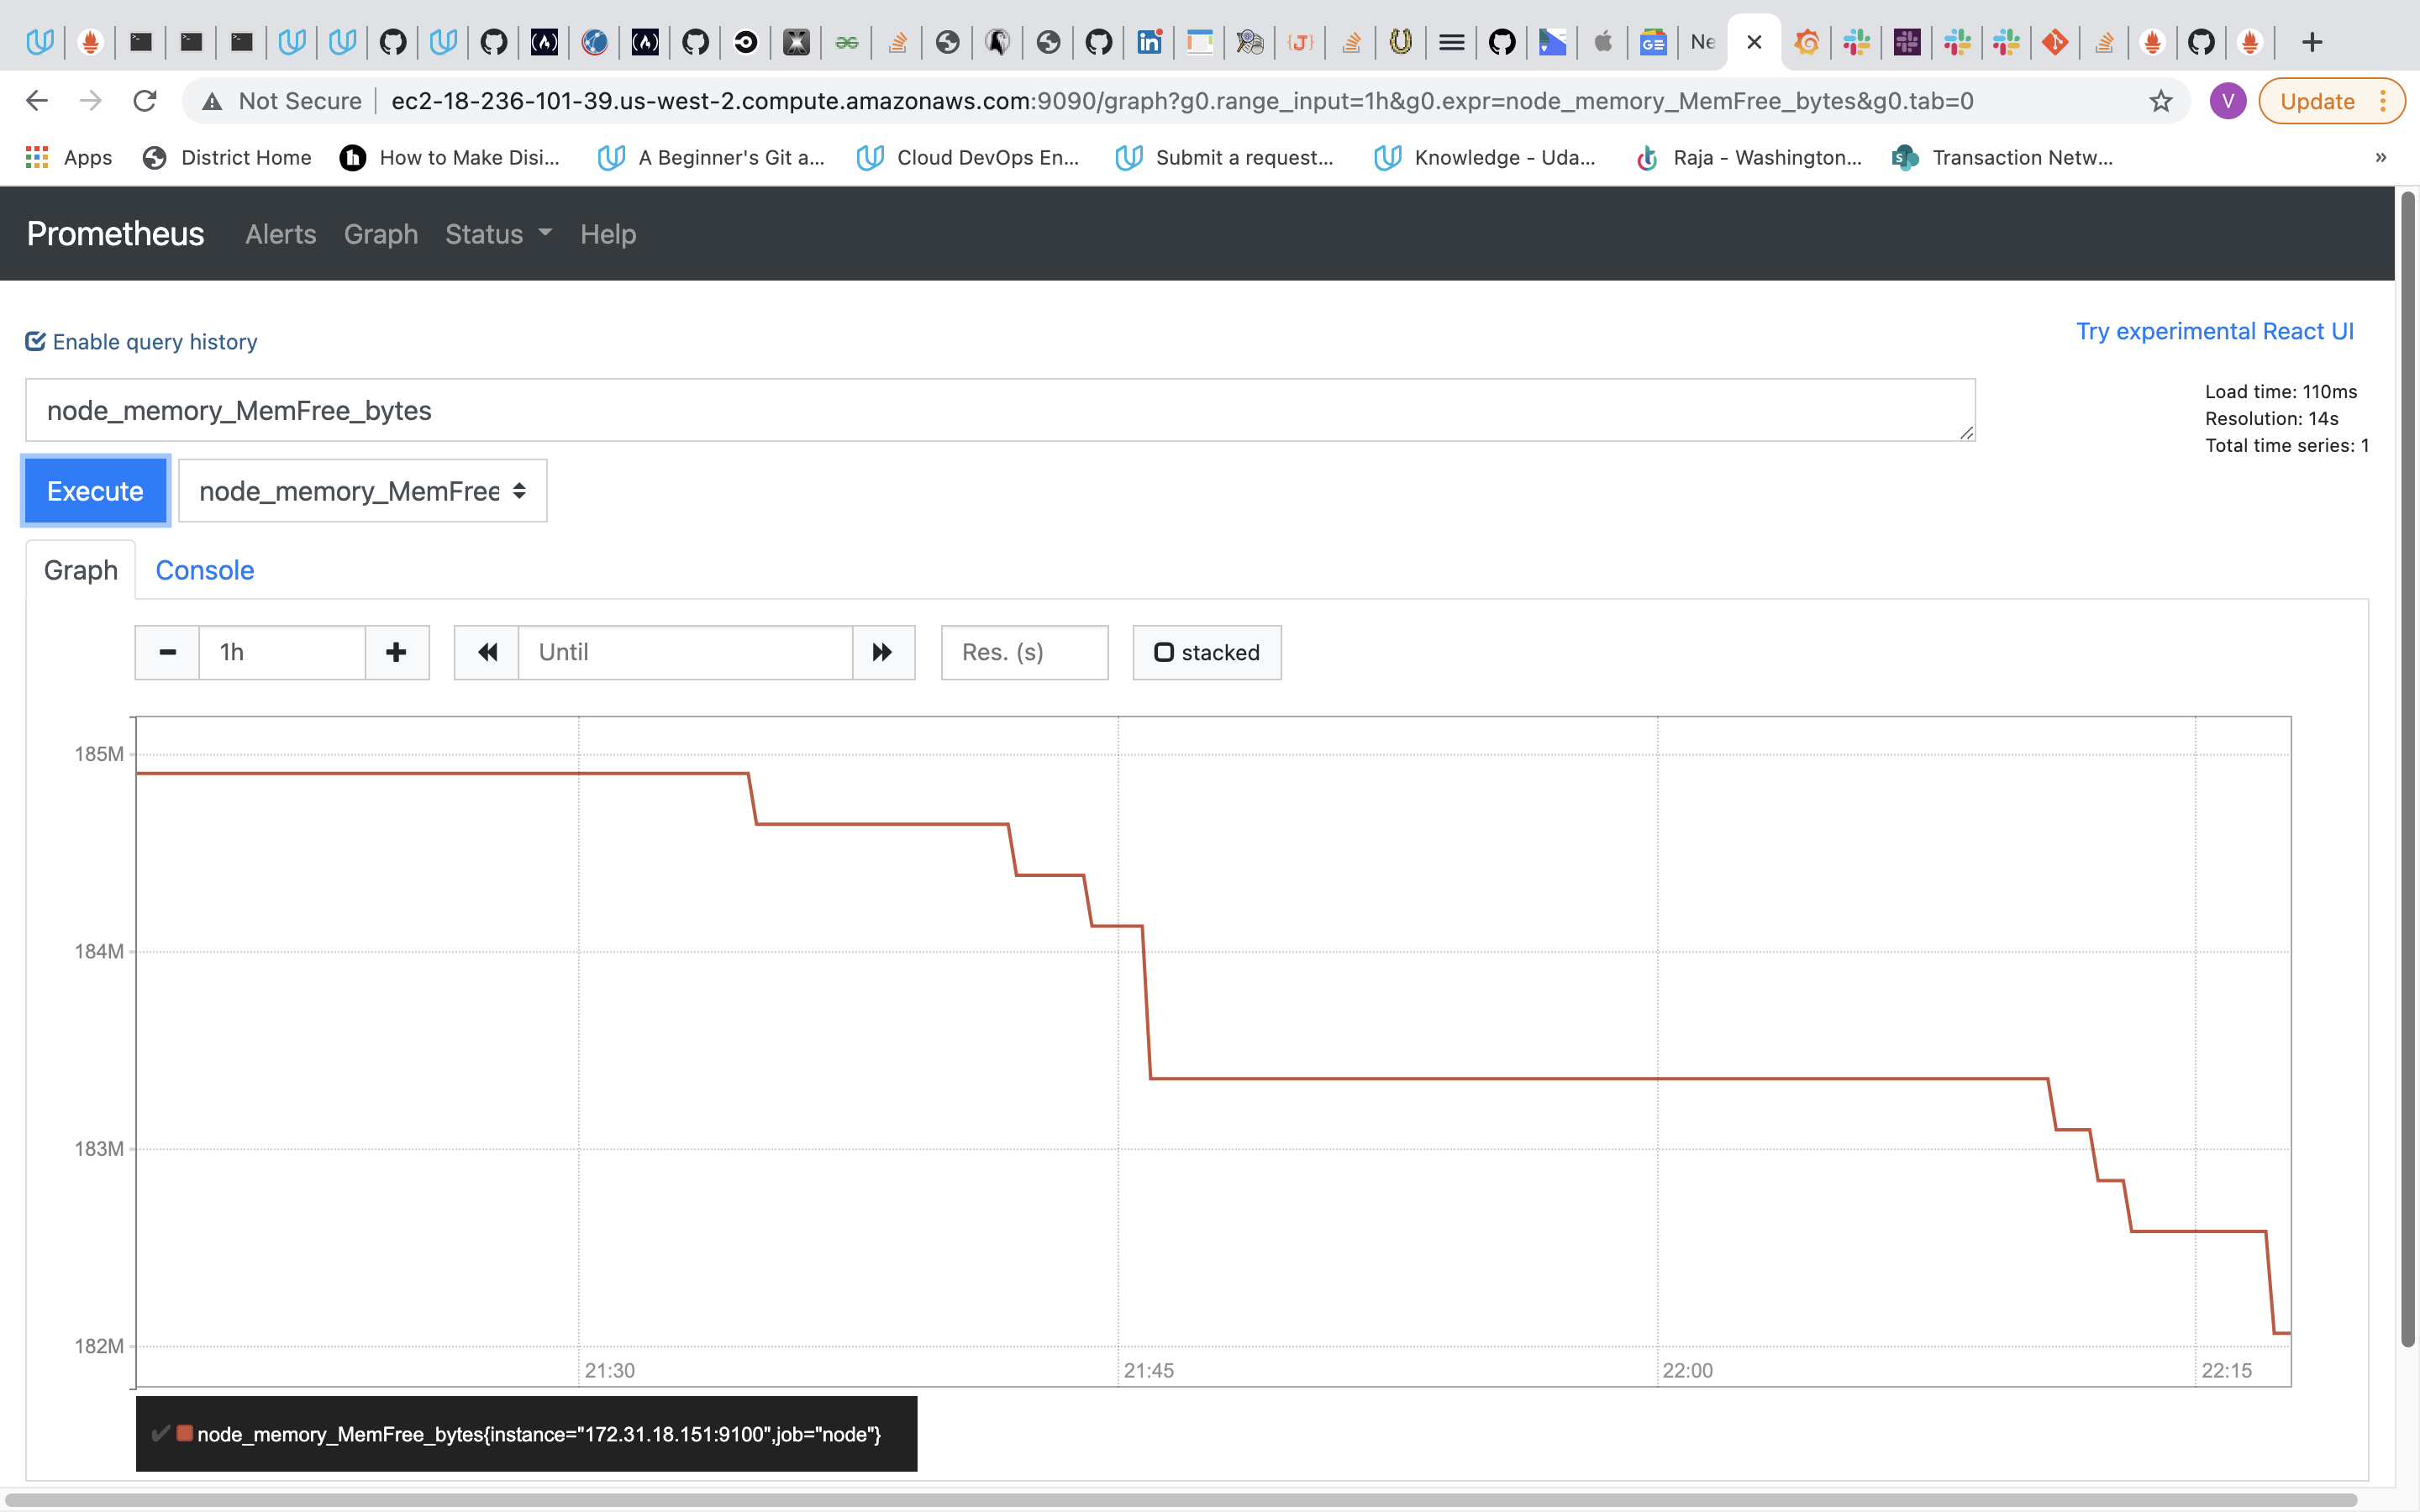 Ne
Not Secure ec2-18-236-101-39.us-west-2.compute.amazonaws.com:9090/graph?g0.range_input=1h&g0.expr=node_memory_MemFree_bytes&g0.tab=0 V Update
Apps District Home How to Make Disi... A Beginner's Git a... Cloud DevOps En... Submit a request... Knowledge - Uda... Raja - Washington... Transaction Netw... »
Prometheus Alerts Graph Status Help
Enable query history Try experimental React UI
node_memory_MemFree_bytes
Load time: 110ms
Resolution: 14s
Total time series: 1
Execute node_memory_MemFree
Graph Console
1h Until Res. (s) stacked
185M
184M
183M
182M
21:30 21:45 22:00 22:15
node_memory_MemFree_bytes{instance="172.31.18.151:9100",job="node"}